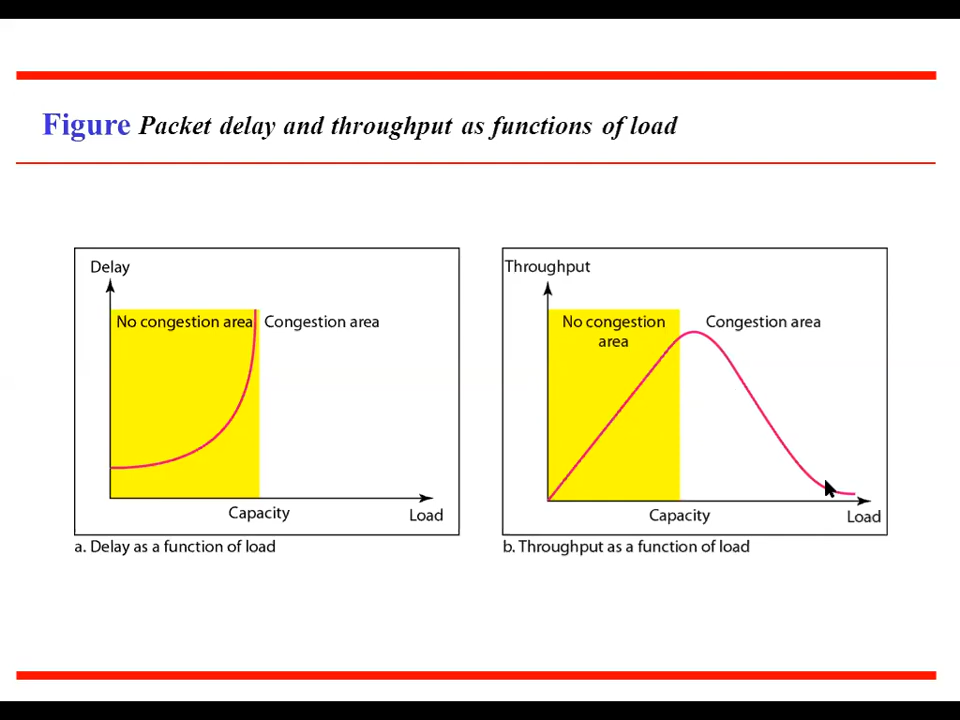 Figure Packet delay and throughput as functions of load
Delay
No congestion area
Congestion area
Capacity
Load
a. Delay as a function of load
Throughput
No congestion
area
Congestion area
Capacity
Load
b. Throughput as a function of load